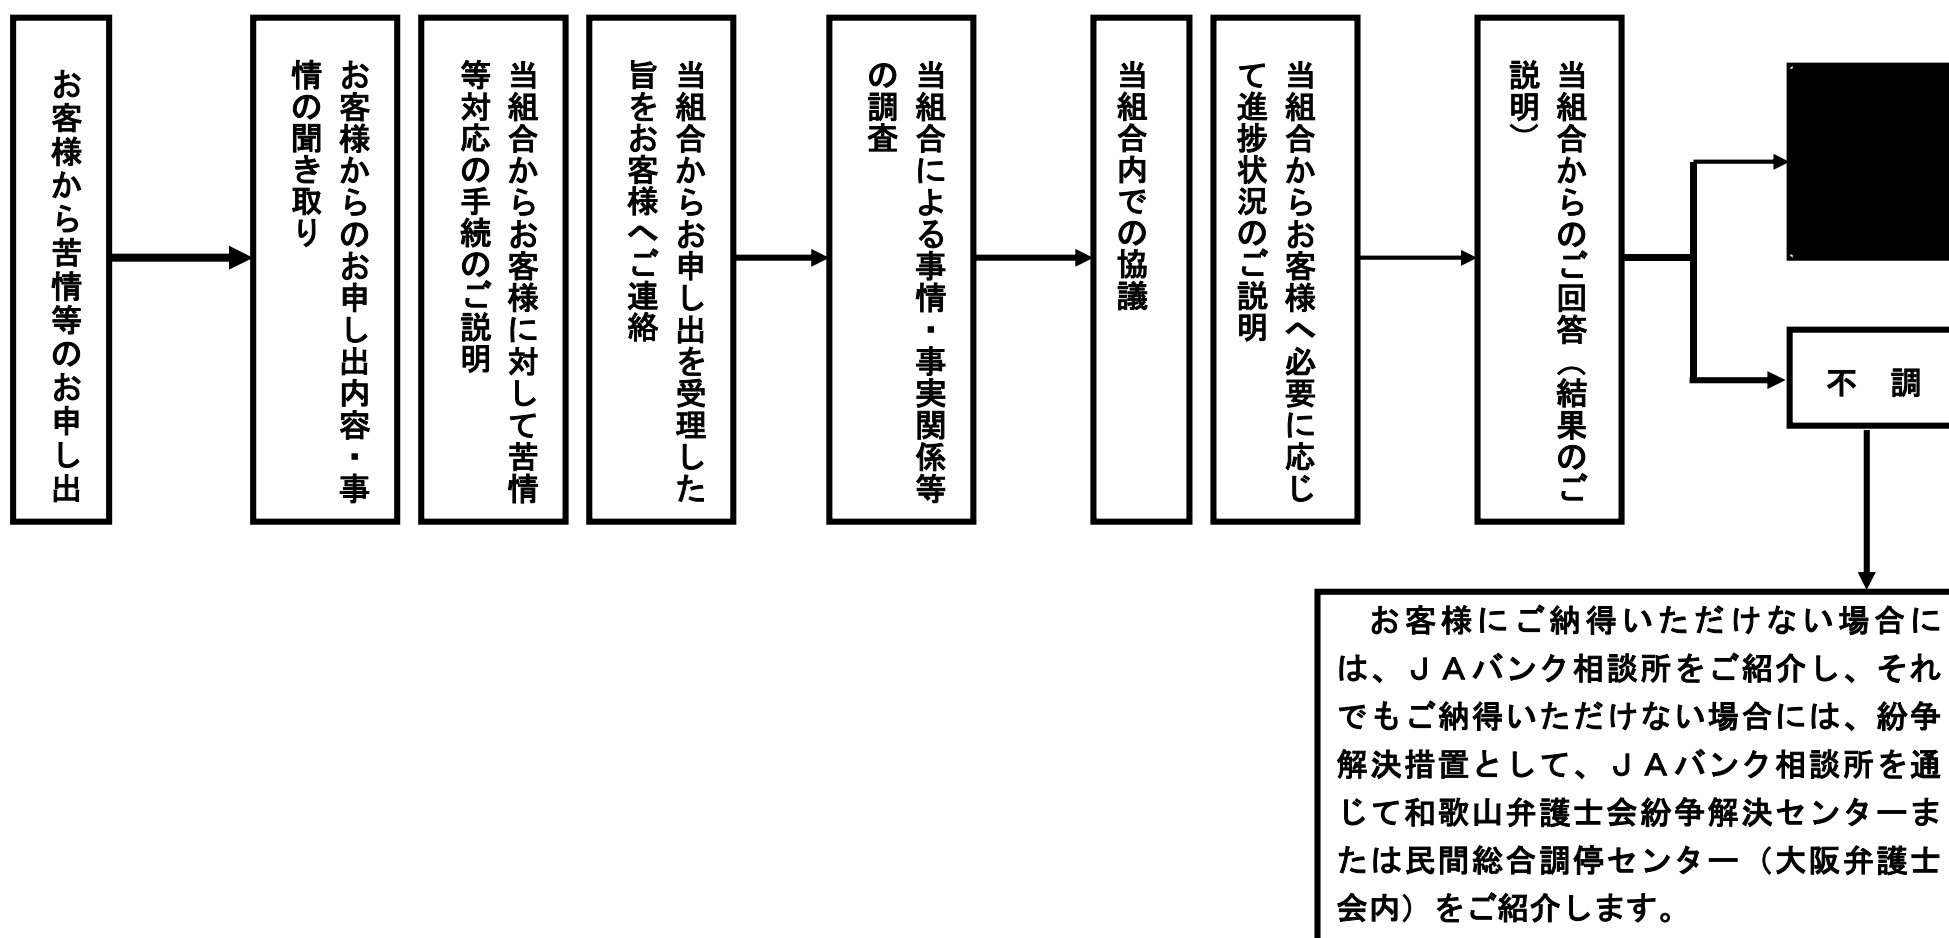 お客様から苦情等のお申し出
お客様からのお申し出内容・事
情の聞き取り
当組合からお客様に対して苦情
等対応の手続のご説明
当組合からお申し出を受理した
旨をお客様へご連絡
当組合による事情・事実関係等
の調査
当組合内での協議
当組合からお客様へ必要に応じ
て進捗状況のご説明
当組合からのご回答（結果のご
説明）
不　調
　お客様にご納得いただけない場合に
は、ＪＡバンク相談所をご紹介し、それ
でもご納得いただけない場合には、紛争
解決措置として、ＪＡバンク相談所を通
じて和歌山弁護士会紛争解決センターま
たは民間総合調停センター（大阪弁護士
会内）をご紹介します。